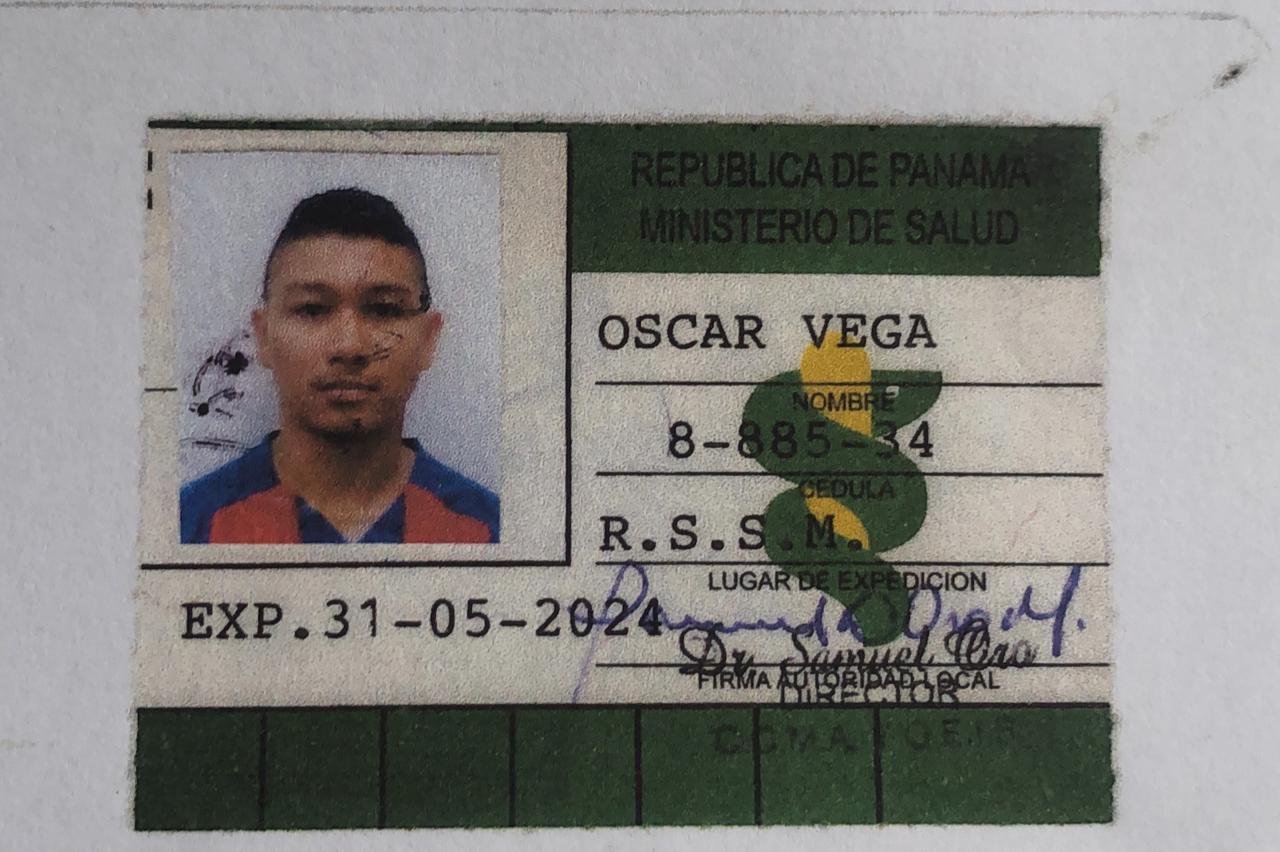 REPUBLICA DE PANAMA
MINISTERIO DE SALUD
OSCAR VEGA
NOMBRE
8-885-34
CEDULA
R.S.S.M.
LUGAR DE EXPEDICION
EXP.31-05-2024
Dr. Samuel Oro
FIRMA AUTORIDAD LOCAL
DIRECTOR